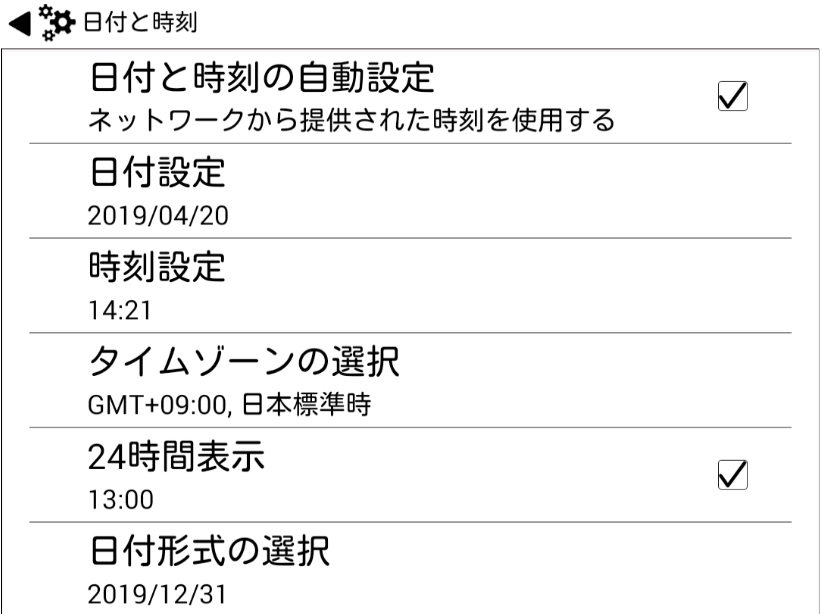 日付と時刻
日付と時刻の自動設定
ネットワークから提供された時刻を使用する
日付設定
2019/04/20
時刻設定
14:21
タイムゾーンの選択
GMT+09:00, 日本標準時
24時間表示
13:00
日付形式の選択
2019/12/31